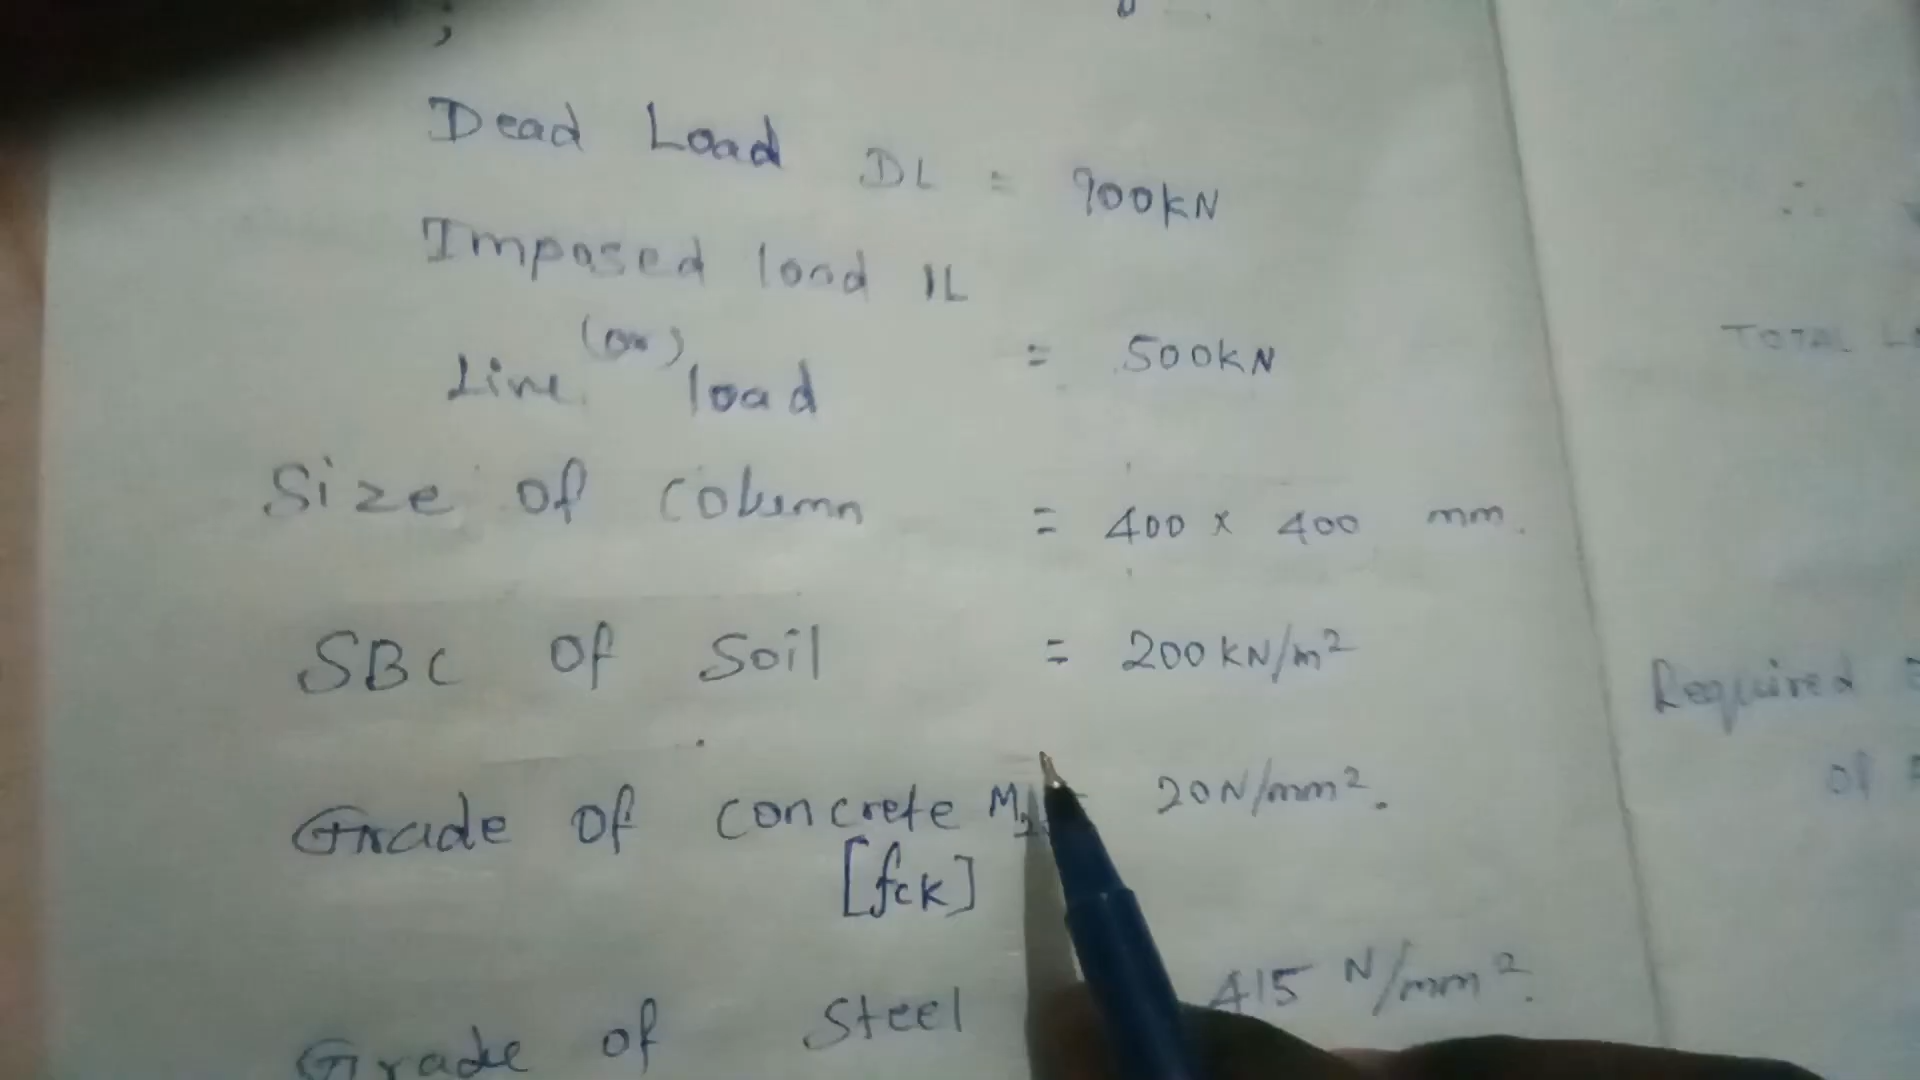 Dead Load DL = 900kN
Imposed load IL
(or)
Live load = 500kN
Size of column = 400 x 400 mm.
SBC of Soil = 200 kN/m²
Grade of concrete M 20N/mm².
[fck]
Grade of Steel 415 N/mm².
∴
TOTAL
Required
of